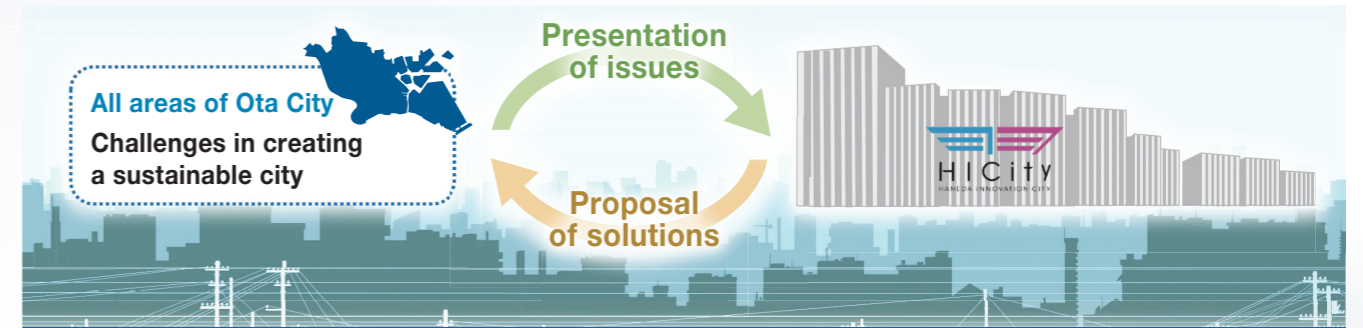 Presentation
of issues
All areas of Ota City
Challenges in creating
a sustainable city
HICity
HANEDA INNOVATION CITY
Proposal
of solutions